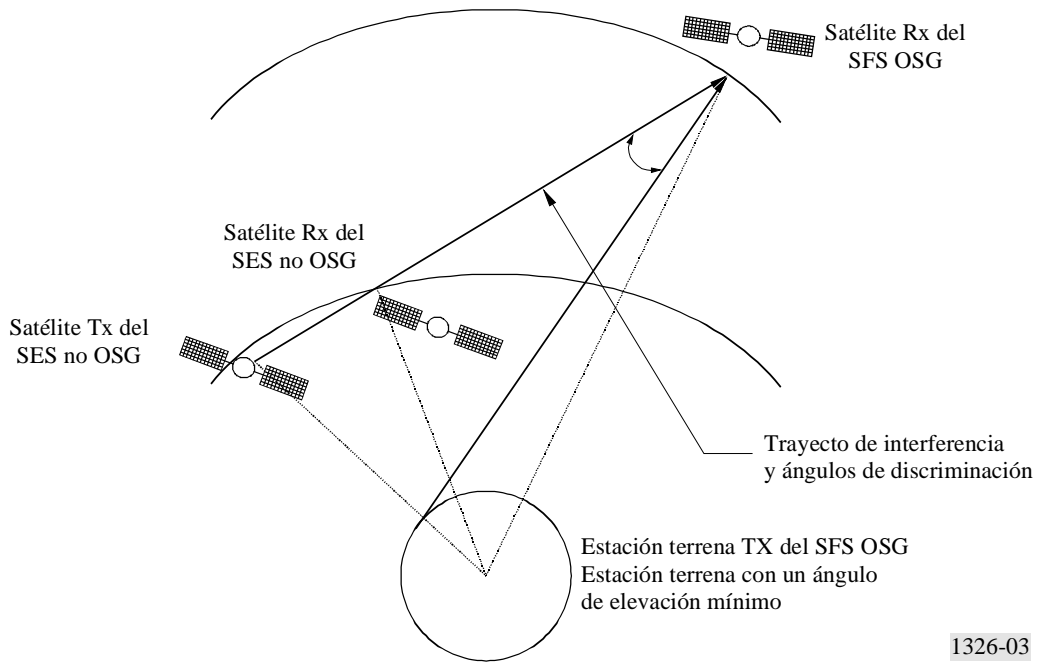 Satélite Rx del
SFS OSG
Satélite Rx del
SES no OSG
Satélite Tx del
SES no OSG
Trayecto de interferencia
y ángulos de discriminación
Estación terrena TX del SFS OSG
Estación terrena con un ángulo
de elevación mínimo
1326-03